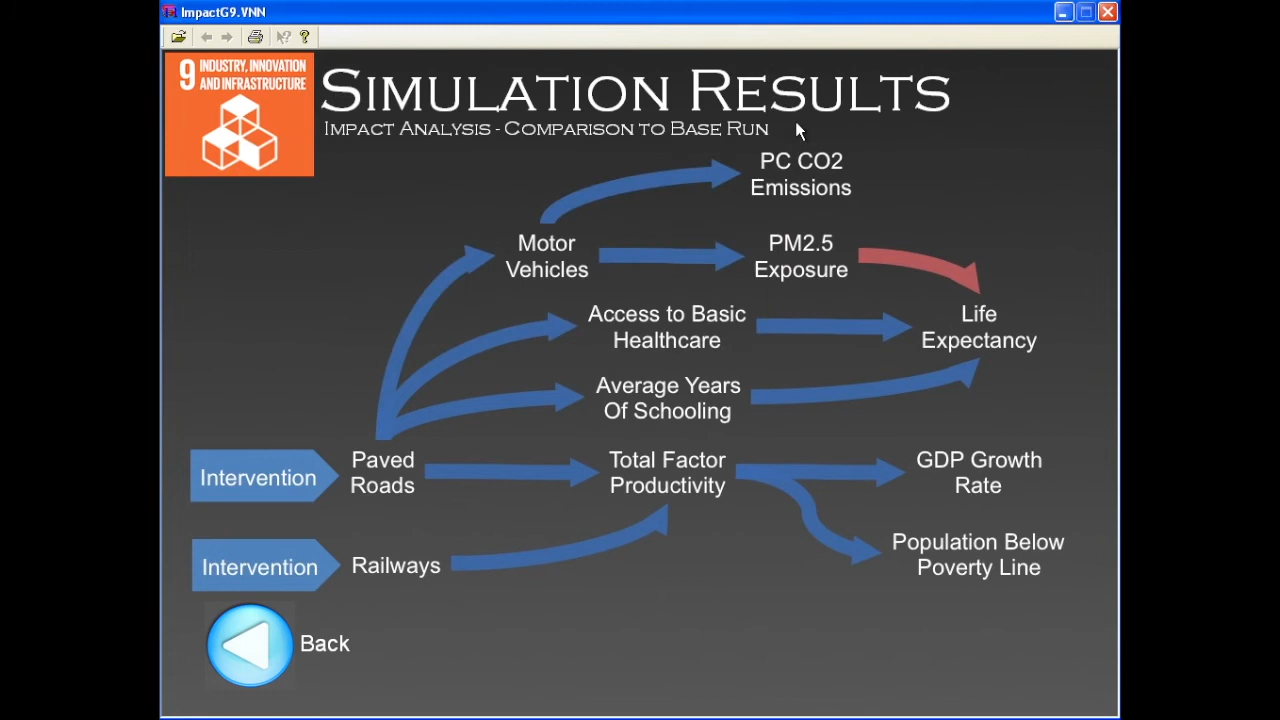 ImpactG9.VNN
9 INDUSTRY, INNOVATION
AND INFRASTRUCTURE
SIMULATION RESULTS
IMPACT ANALYSIS - COMPARISON TO BASE RUN
PC CO2
Emissions
Motor
Vehicles
PM2.5
Exposure
Access to Basic
Healthcare
Life
Expectancy
Average Years
Of Schooling
Intervention
Paved
Roads
Total Factor
Productivity
GDP Growth
Rate
Population Below
Poverty Line
Intervention
Railways
Back